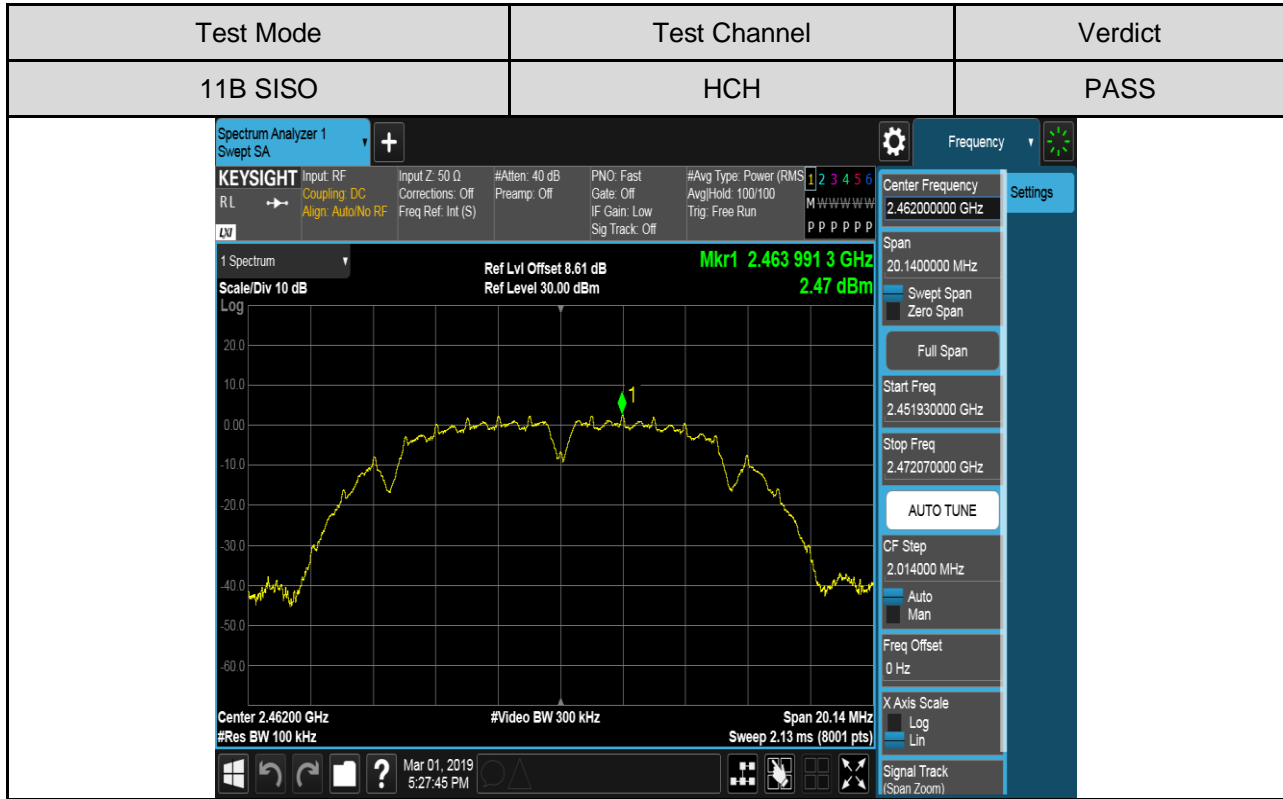 Test Mode
Test Channel
Verdict
11B SISO
HCH
PASS
Spectrum Analyzer 1
Swept SA
+
Frequency
KEYSIGHT
RL
LXI
Input: RF
Coupling: DC
Align: Auto/No RF
Input Z: 50 Ω
Corrections: Off
Freq Ref: Int (S)
#Atten: 40 dB
Preamp: Off
PNO: Fast
Gate: Off
IF Gain: Low
Sig Track: Off
#Avg Type: Power (RMS
Avg|Hold: 100/100
Trig: Free Run
1 2 3 4 5 6
M W W W W W
P P P P P P
1 Spectrum
Scale/Div 10 dB
Log
Ref Lvl Offset 8.61 dB
Ref Level 30.00 dBm
Mkr1 2.463 991 3 GHz
2.47 dBm
20.0
10.0
0.00
-10.0
-20.0
-30.0
-40.0
-50.0
-60.0
1
Center 2.46200 GHz
#Res BW 100 kHz
#Video BW 300 kHz
Span 20.14 MHz
Sweep 2.13 ms (8001 pts)
Center Frequency
2.462000000 GHz
Settings
Span
20.1400000 MHz
Swept Span
Zero Span
Full Span
Start Freq
2.451930000 GHz
Stop Freq
2.472070000 GHz
AUTO TUNE
CF Step
2.014000 MHz
Auto
Man
Freq Offset
0 Hz
X Axis Scale
Log
Lin
Signal Track
(Span Zoom)
?
Mar 01, 2019
5:27:45 PM